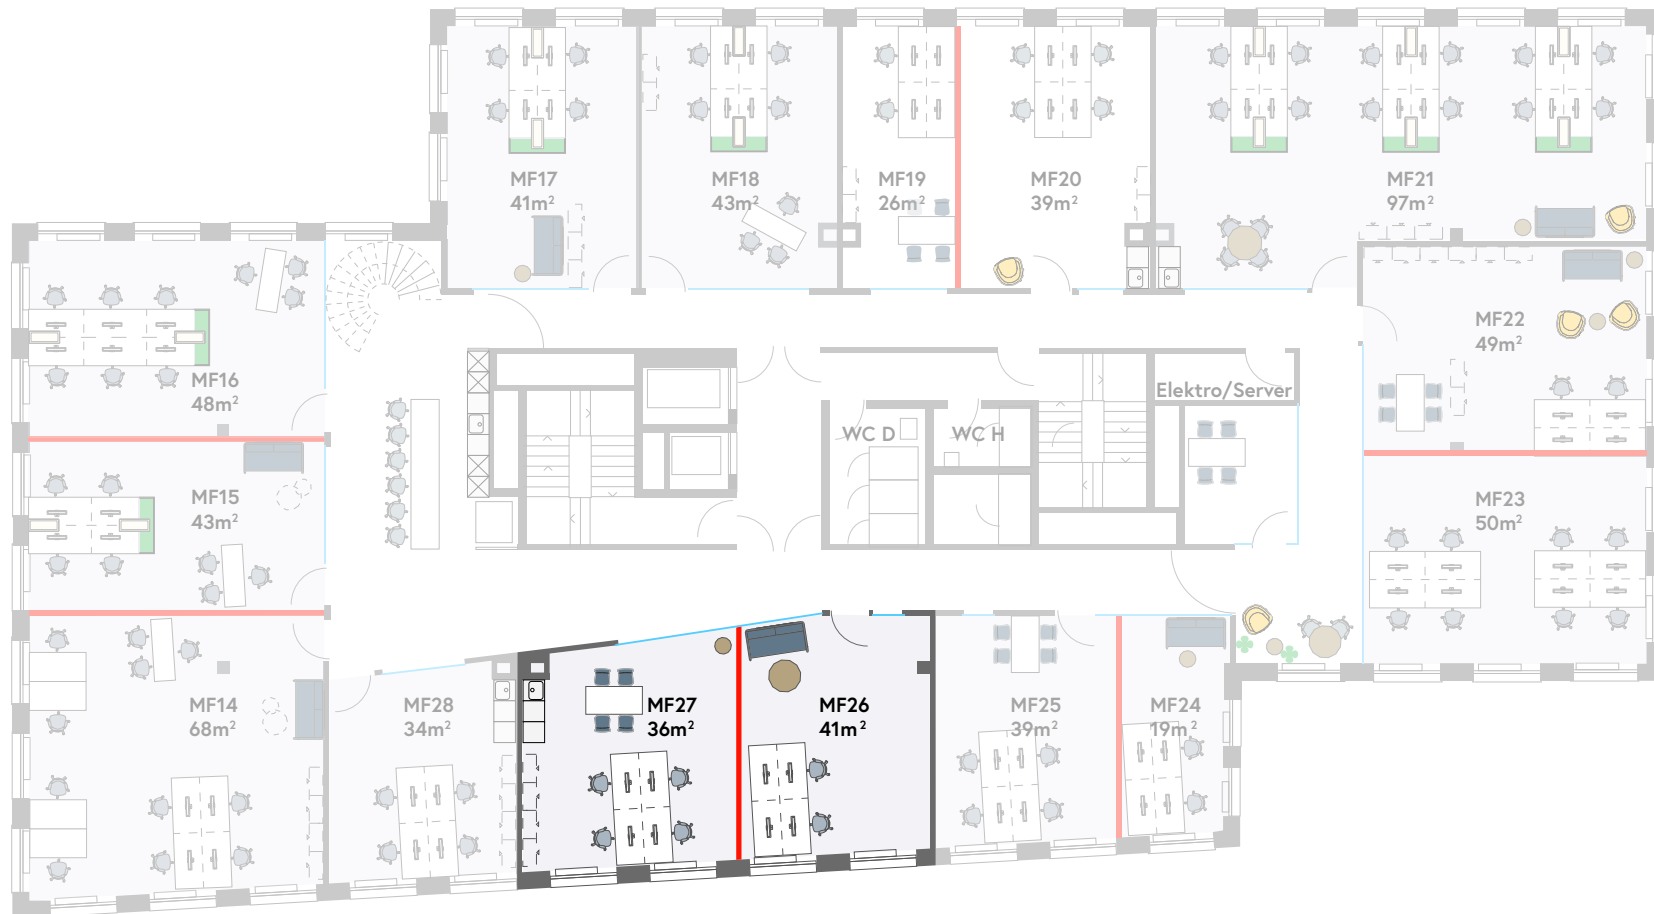 MF17
41m²
MF18
43m²
MF19
26m²
MF20
39m²
MF21
97m²
MF22
49m²
MF16
48m²
Elektro/Server
WC D
WC H
MF15
43m²
MF23
50m²
MF14
68m²
MF28
34m²
MF27
36m²
MF26
41m²
MF25
39m²
MF24
19m²